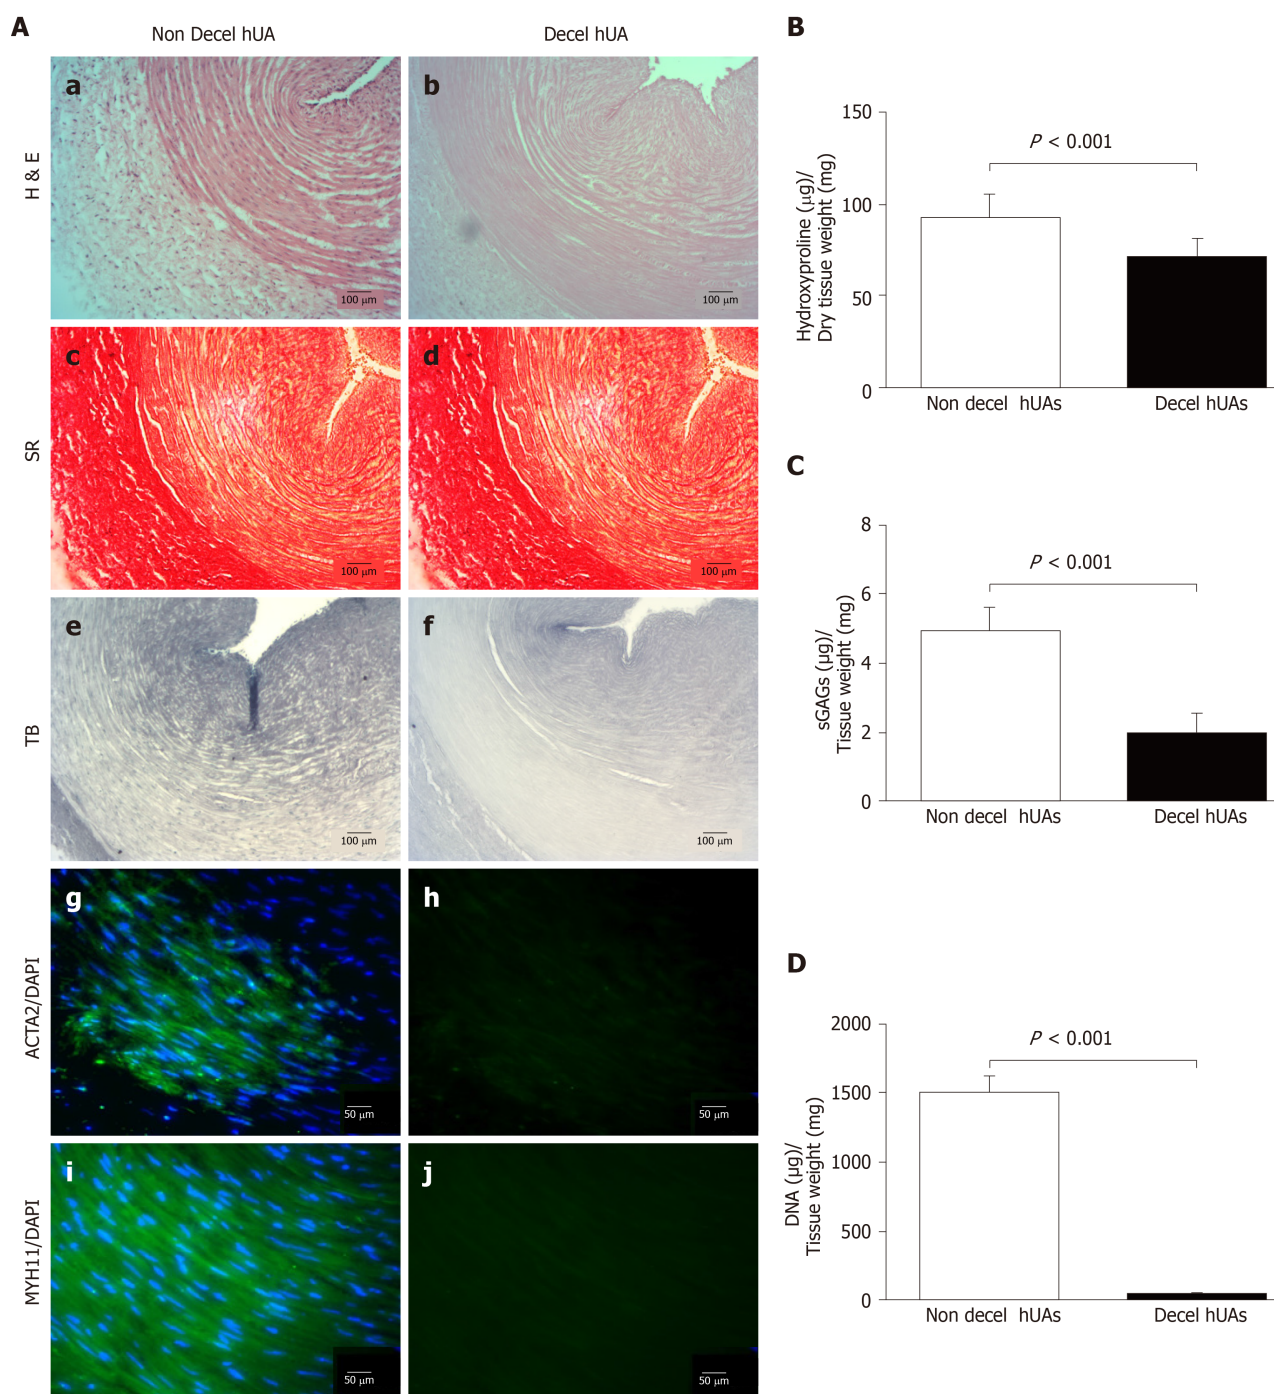 A
Non Decel hUA
Decel hUA
H & E
a
100 µm
b
100 µm
SR
c
100 µm
d
100 µm
TB
e
100 µm
f
100 µm
ACTA2/DAPI
g
50 µm
h
50 µm
MYH11/DAPI
i
50 µm
j
50 µm
B
Hydroxyproline (µg)/
Dry tissue weight (mg)
150
100
50
0
P < 0.001
Non decel hUAs
Decel hUAs
C
sGAGs (µg)/
Tissue weight (mg)
8
6
4
2
0
P < 0.001
Non decel hUAs
Decel hUAs
D
DNA (µg)/
Tissue weight (mg)
2000
1500
1000
500
0
P < 0.001
Non decel hUAs
Decel hUAs